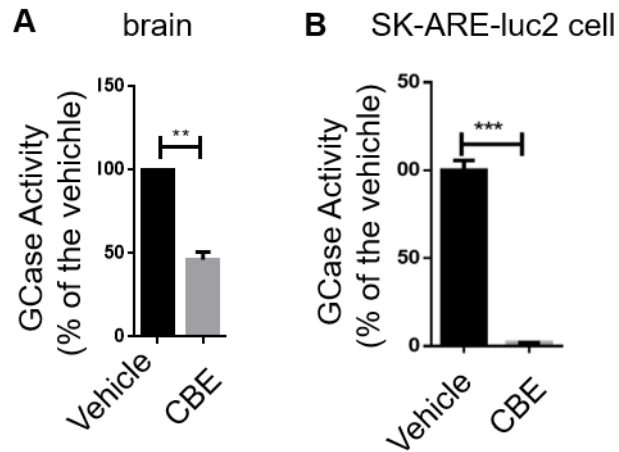 A brain
B SK-ARE-luc2 cell
GCase Activity
(% of the vehichle)
150
100
50
0
**
Vehicle
CBE
GCase Activity
(% of the vehichle)
50
00
50
0
***
Vehicle
CBE